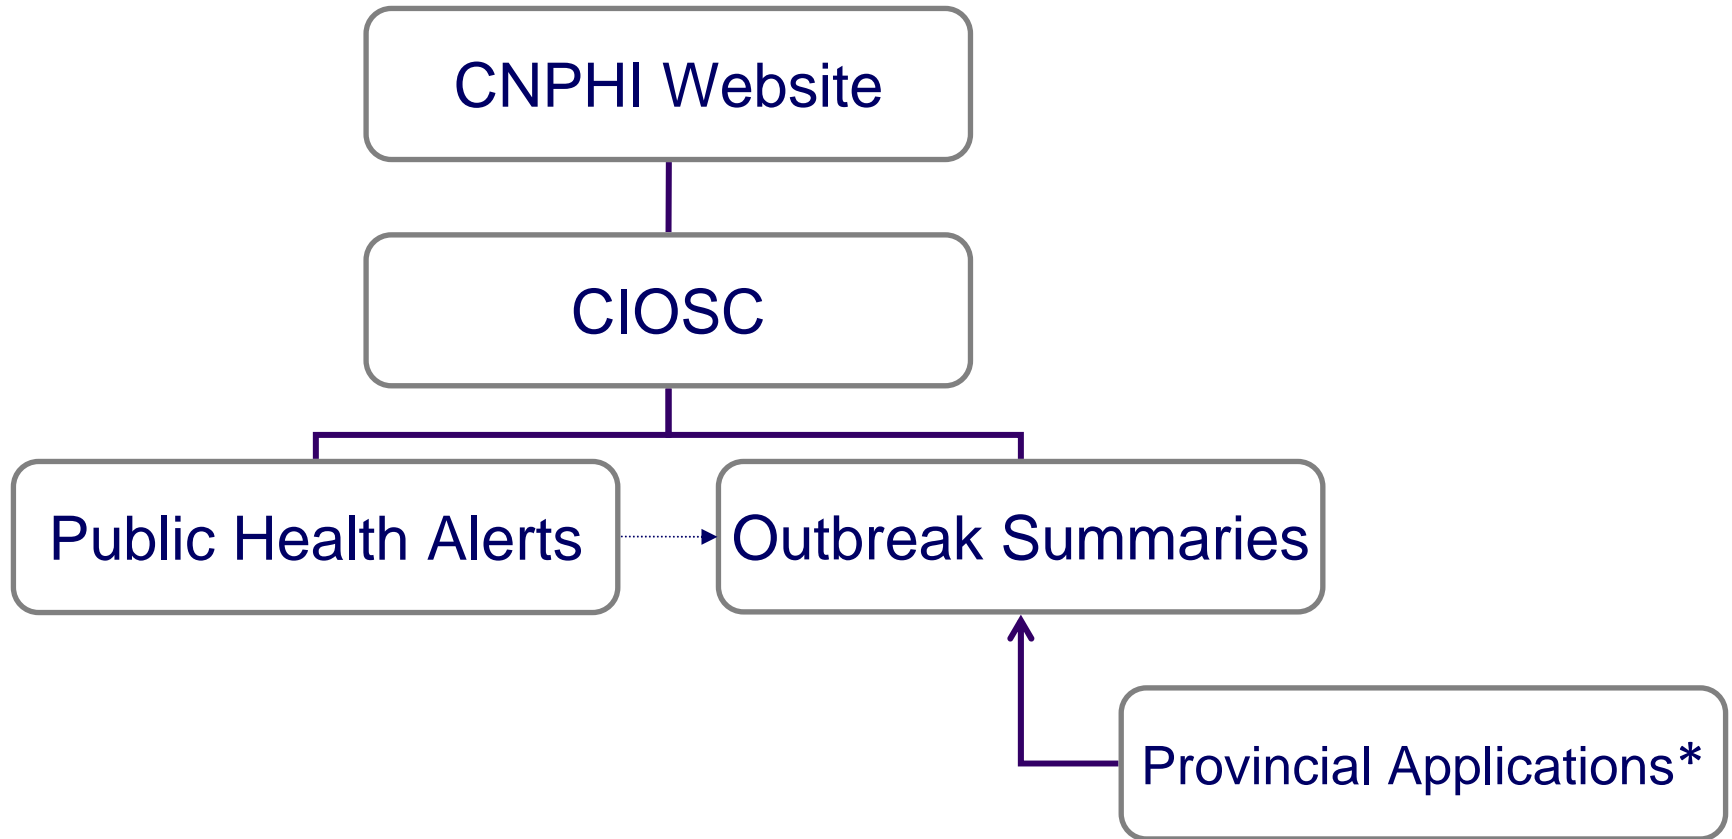 CNPHI Website
CIOSC
Public Health Alerts
Outbreak Summaries
Provincial Applications*